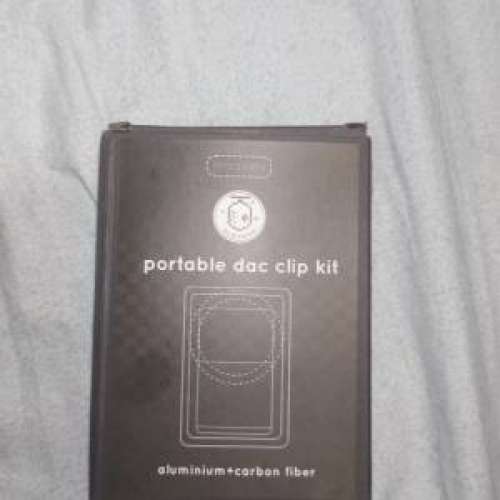 portable dac clip kit
aluminium+carbon fiber